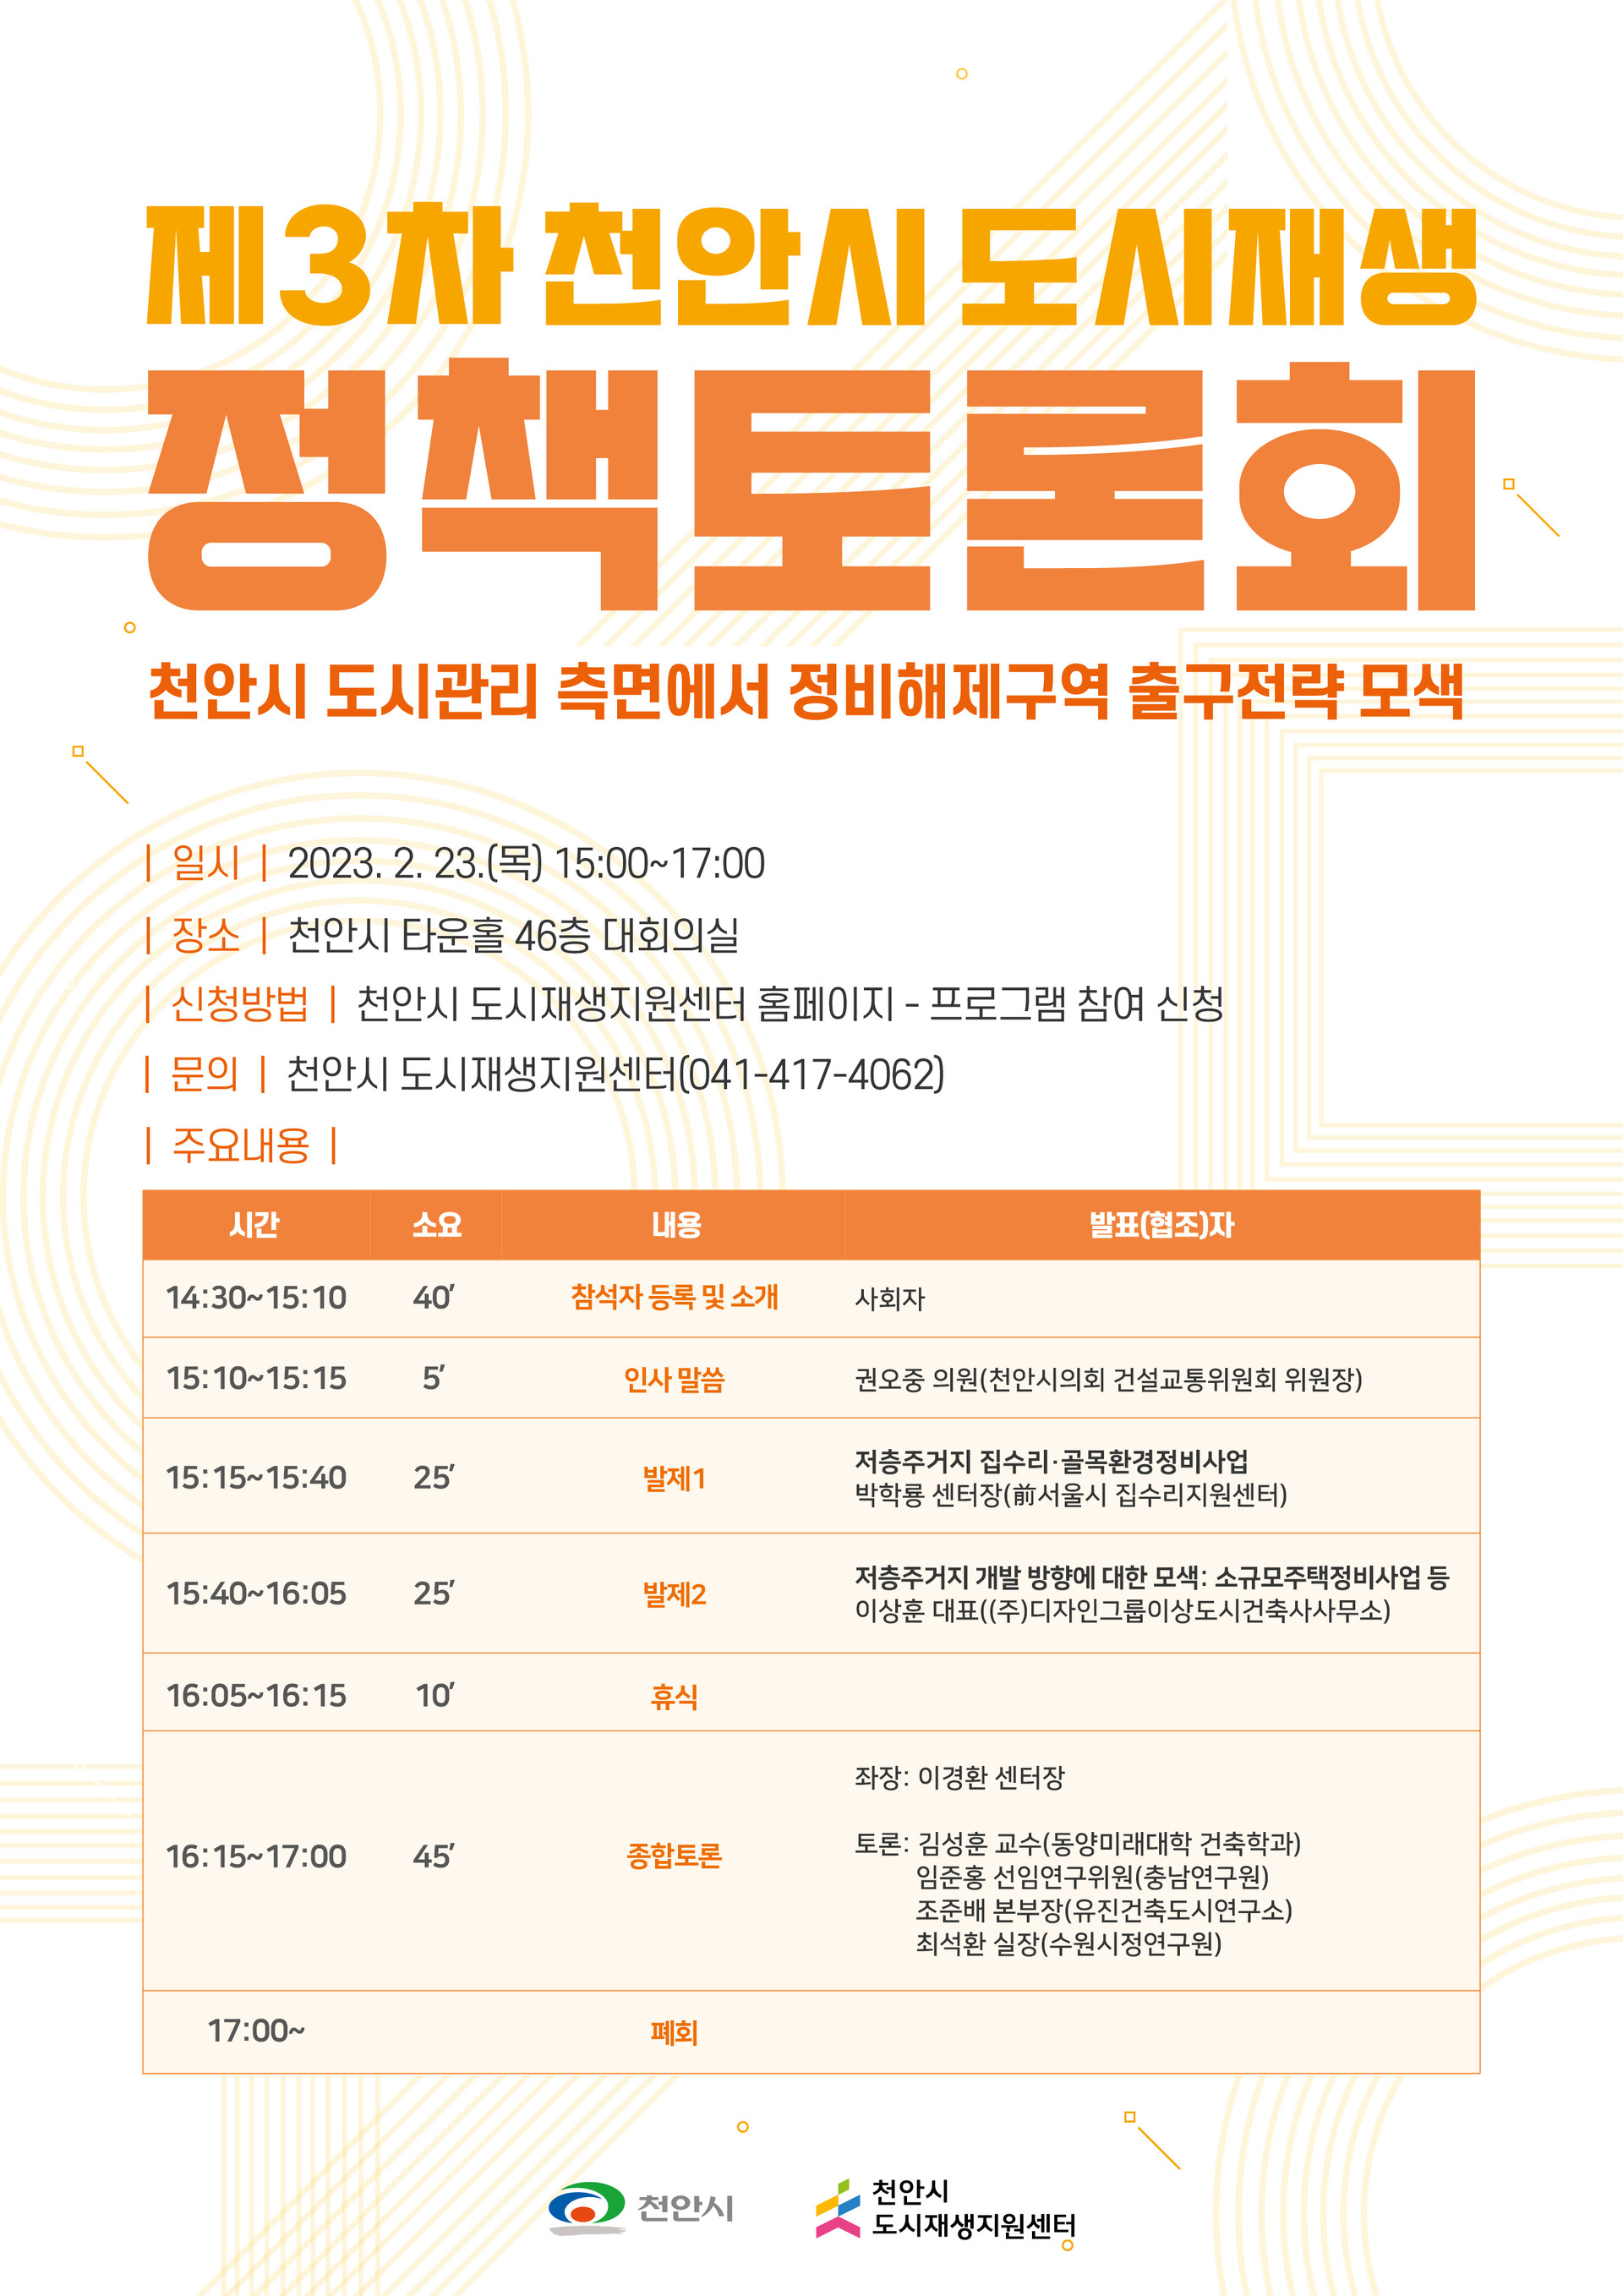 제3차 천안시 도시재생
정책토론회
천안시 도시관리 측면에서 정비해제구역 출구전략 모색
| 일시 | 2023. 2. 23.(목) 15:00~17:00
| 장소 | 천안시 타운홀 46층 대회의실
| 신청방법 | 천안시 도시재생지원센터 홈페이지 - 프로그램 참여 신청
| 문의 | 천안시 도시재생지원센터(041-417-4062)
| 주요내용 |
시간 소요 내용 발표(협조)자
14:30~15:10 40′ 참석자 등록 및 소개 사회자
15:10~15:15 5′ 인사 말씀 권오중 의원(천안시의회 건설교통위원회 위원장)
15:15~15:40 25′ 발제1 저층주거지 집수리·골목환경정비사업
박학룡 센터장(前서울시 집수리지원센터)
15:40~16:05 25′ 발제2 저층주거지 개발 방향에 대한 모색: 소규모주택정비사업 등
이상훈 대표((주)디자인그룹이상도시건축사사무소)
16:05~16:15 10′ 휴식
16:15~17:00 45′ 종합토론 좌장: 이경환 센터장
토론: 김성훈 교수(동양미래대학 건축학과)
임준홍 선임연구위원(충남연구원)
조준배 본부장(유진건축도시연구소)
최석환 실장(수원시정연구원)
17:00~ 폐회
천안시
천안시
도시재생지원센터